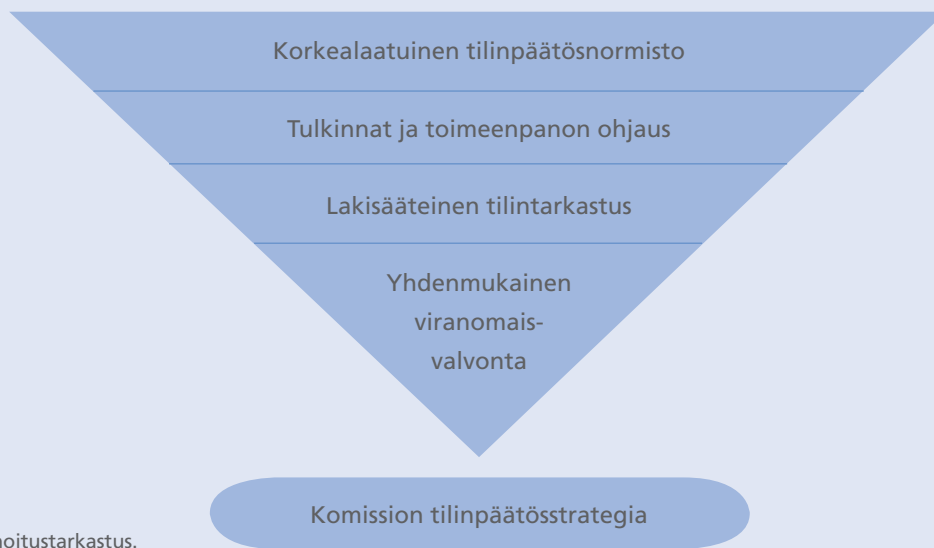 Korkealaatuinen tilinpäätösnormisto
Tulkinnat ja toimeenpanon ohjaus
Lakisääteinen tilintarkastus
Yhdenmukainen
viranomais-
valvonta
Komission tilinpäätösstrategia